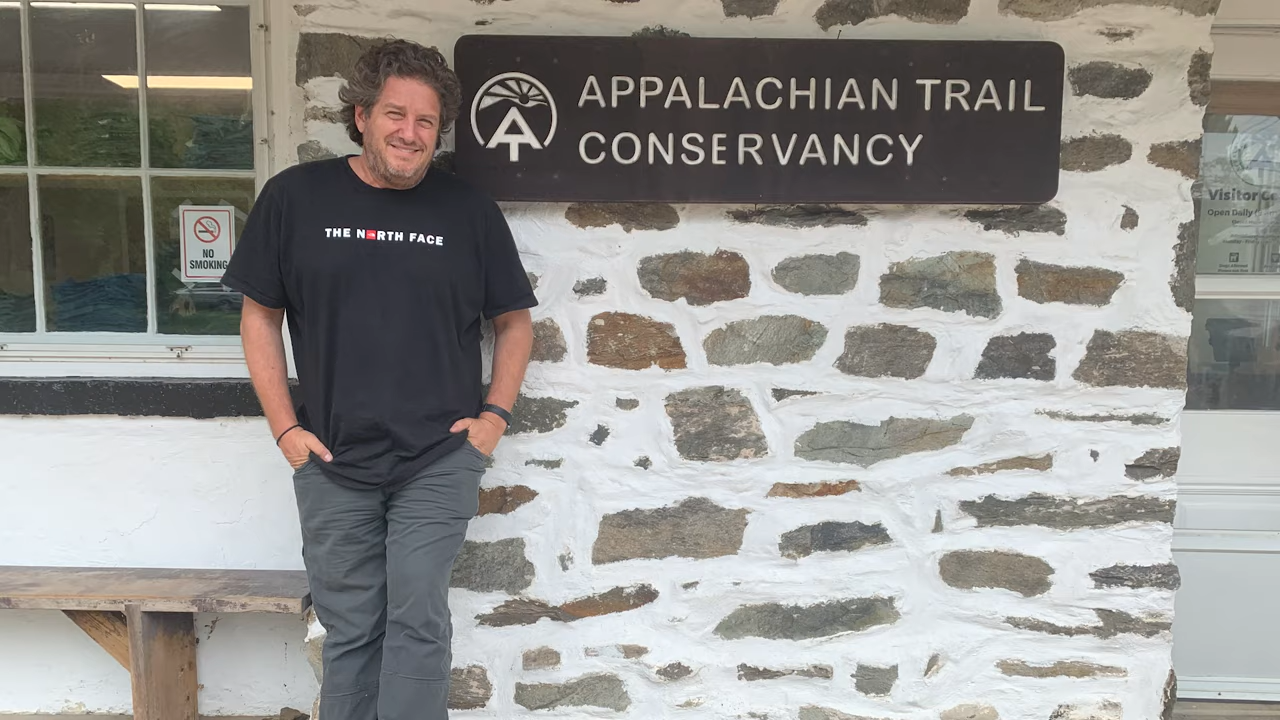 APPALACHIAN TRAIL
CONSERVANCY
THE NORTH FACE
NO
SMOKING
Visitor
Open Daily